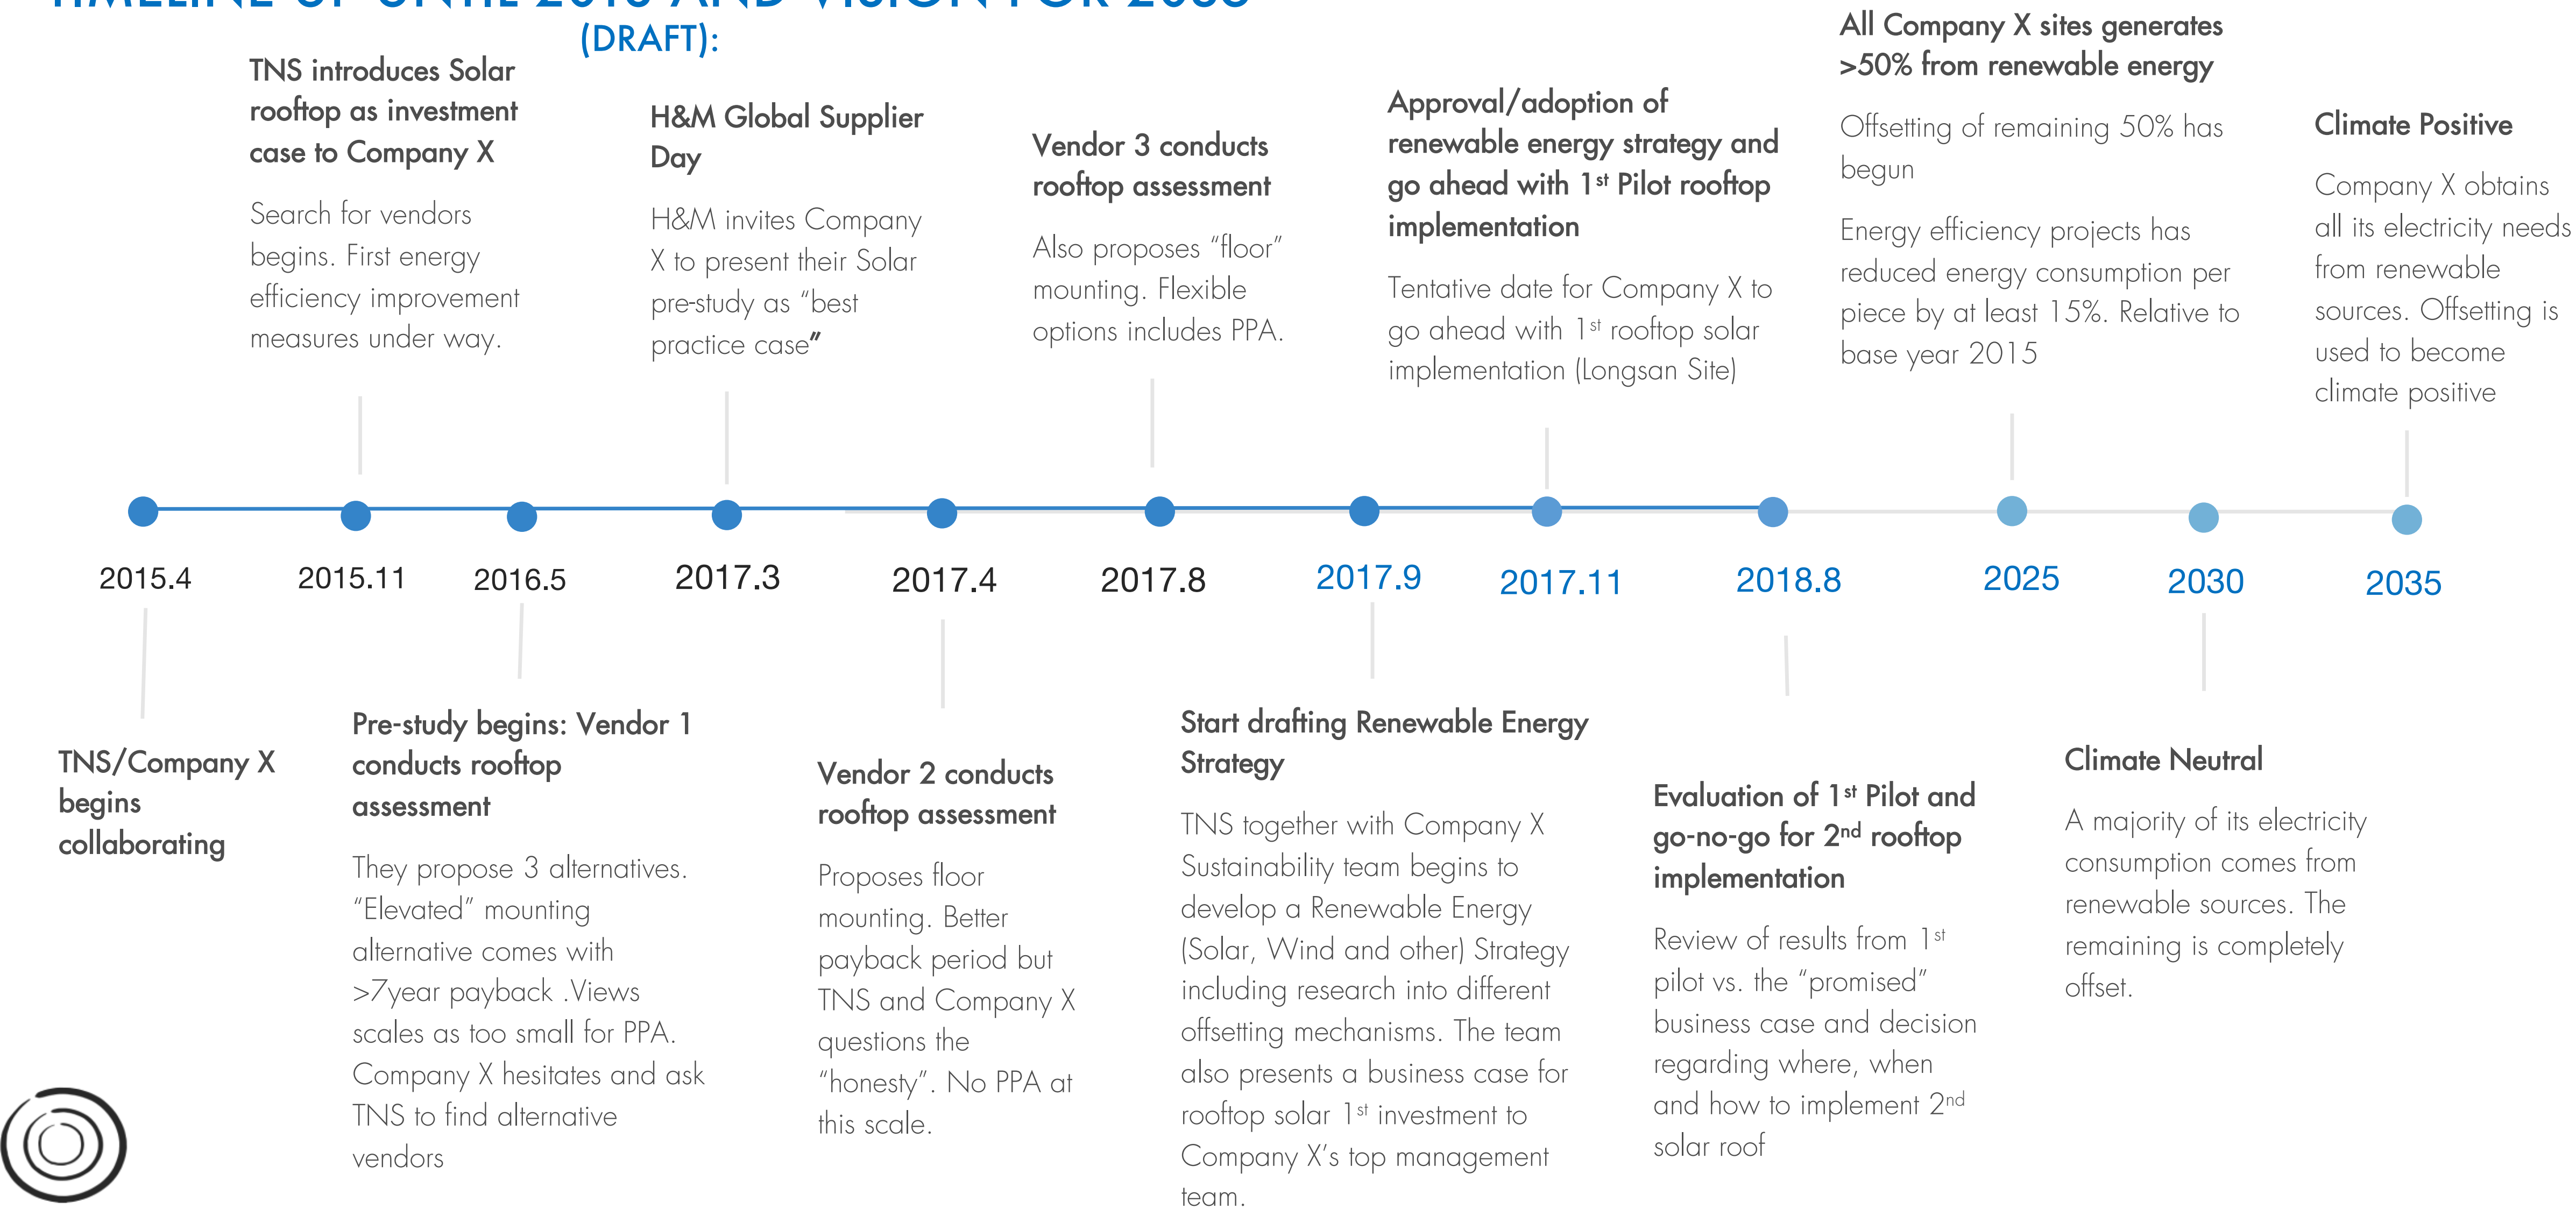 TIMELINE UP UNTIL AND VISION FOR
(DRAFT):
TNS introduces Solar
rooftop as investment
case to Company X
Search for vendors
begins. First energy
efficiency improvement
measures under way.
H&M Global Supplier
Day
H&M invites Company
X to present their Solar
pre-study as “best
practice case”
Vendor 3 conducts
rooftop assessment
Also proposes “floor”
mounting. Flexible
options includes PPA.
Approval/adoption of
renewable energy strategy and
go ahead with 1st Pilot rooftop
implementation
Tentative date for Company X to
go ahead with 1st rooftop solar
implementation (Longsan Site)
All Company X sites generates
>50% from renewable energy
Offsetting of remaining 50% has
begun
Energy efficiency projects has
reduced energy consumption per
piece by at least 15%. Relative to
base year 2015
Climate Positive
Company X obtains
all its electricity needs
from renewable
sources. Offsetting is
used to become
climate positive
2015.4
2015.11
2016.5
2017.3
2017.4
2017.8
2017.9
2017.11
2018.8
2025
2030
2035
TNS/Company X
begins
collaborating
Pre-study begins: Vendor 1
conducts rooftop
assessment
They propose 3 alternatives.
“Elevated” mounting
alternative comes with
>7year payback .Views
scales as too small for PPA.
Company X hesitates and ask
TNS to find alternative
vendors
Vendor 2 conducts
rooftop assessment
Proposes floor
mounting. Better
payback period but
TNS and Company X
questions the
“honesty”. No PPA at
this scale.
Start drafting Renewable Energy
Strategy
TNS together with Company X
Sustainability team begins to
develop a Renewable Energy
(Solar, Wind and other) Strategy
including research into different
offsetting mechanisms. The team
also presents a business case for
rooftop solar 1st investment to
Company X’s top management
team.
Evaluation of 1st Pilot and
go-no-go for 2nd rooftop
implementation
Review of results from 1st
pilot vs. the “promised”
business case and decision
regarding where, when
and how to implement 2nd
solar roof
Climate Neutral
A majority of its electricity
consumption comes from
renewable sources. The
remaining is completely
offset.